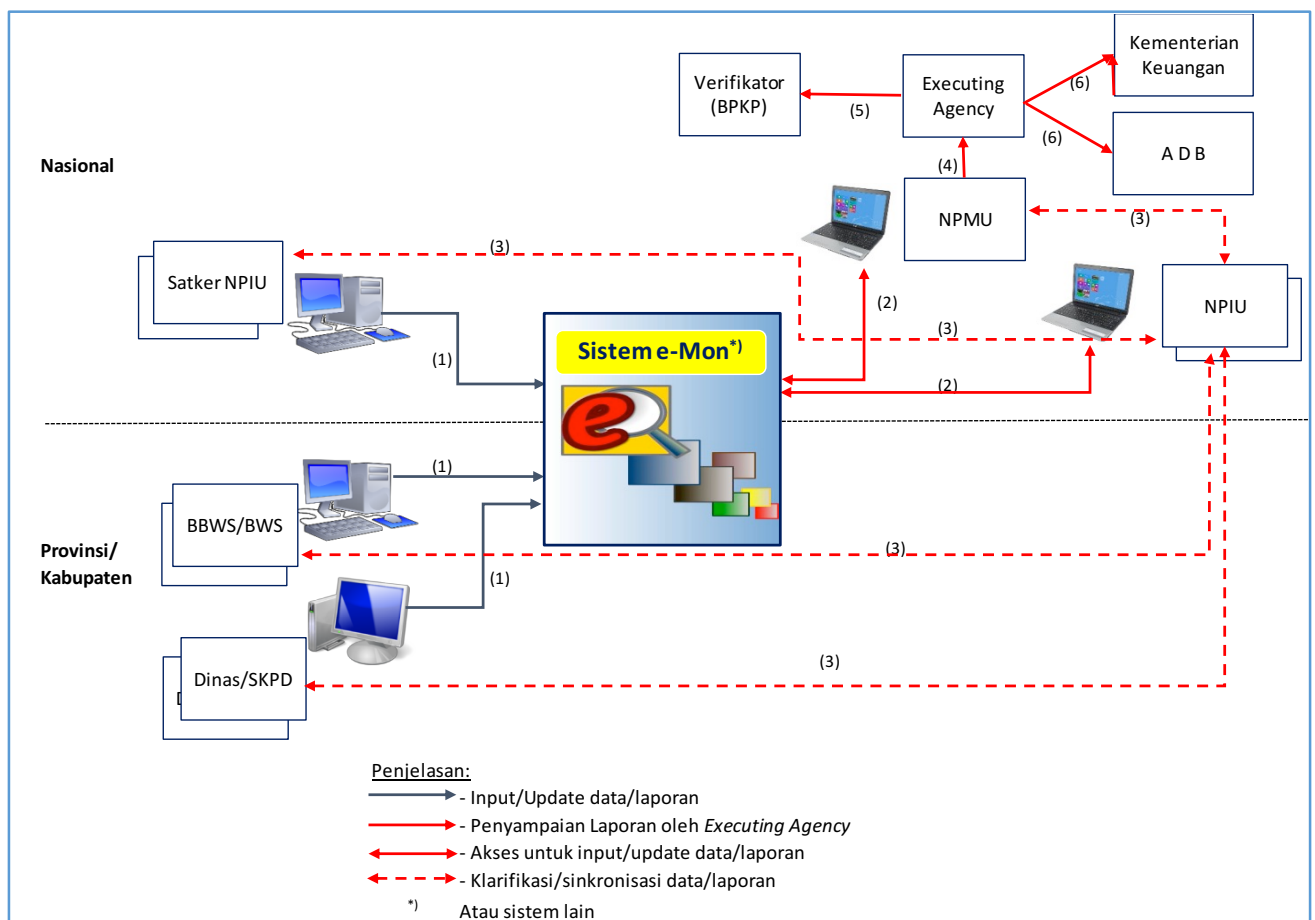 Kementerian
Keuangan
Verifikator
(BPKP)
Executing
Agency
(6)
(5)
(6)
A D B
Nasional
(4)
NPMU
(3)
(3)
Satker NPIU
NPIU
(2)
(3)
(1)
Sistem e-Mon*)
(2)
e
(1)
BBWS/BWS
Provinsi/
Kabupaten
(3)
(1)
(3)
Dinas/SKPD
Penjelasan:
- Input/Update data/laporan
- Penyampaian Laporan oleh Executing Agency
- Akses untuk input/update data/laporan
- Klarifikasi/sinkronisasi data/laporan
*) Atau sistem lain